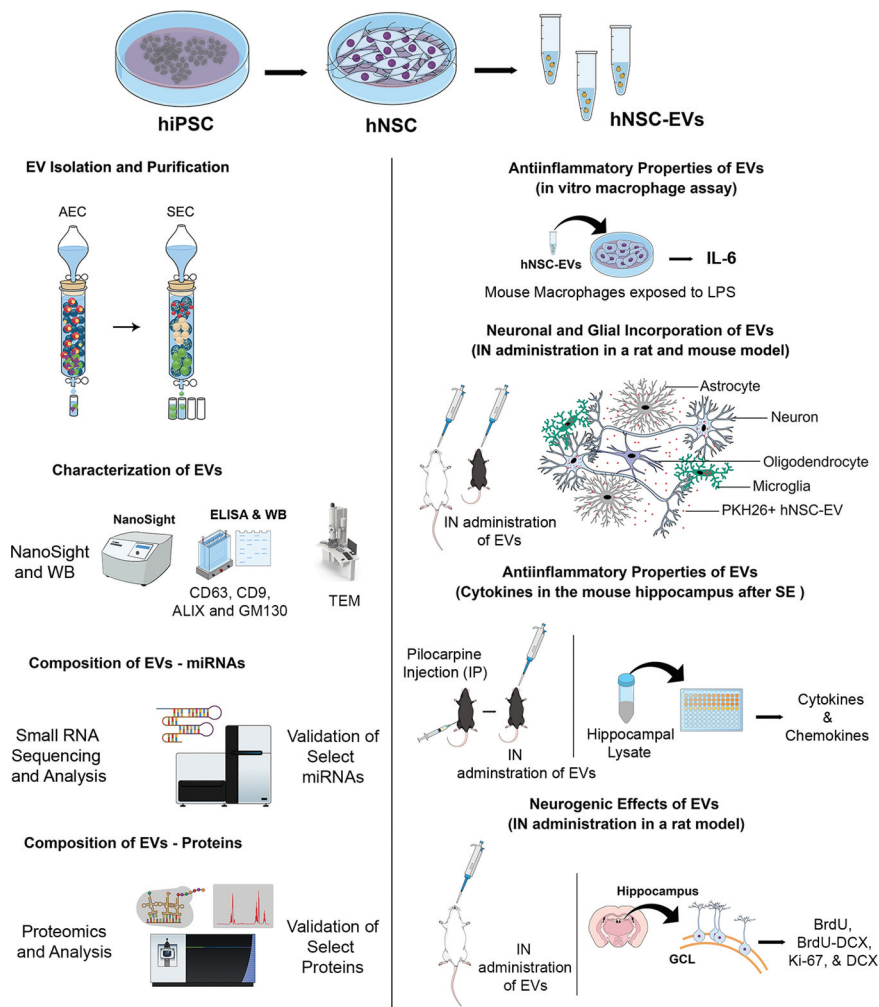 hiPSC
hNSC
hNSC-EVs
EV Isolation and Purification
AEC
SEC
Characterization of EVs
NanoSight
and WB
NanoSight
ELISA & WB
CD63, CD9,
ALIX and GM130
TEM
Composition of EVs - miRNAs
Small RNA
Sequencing
and Analysis
Validation of
Select
miRNAs
Composition of EVs - Proteins
Proteomics
and Analysis
Validation of
Select
Proteins
Antiinflammatory Properties of EVs
(in vitro macrophage assay)
hNSC-EVs
IL-6
Mouse Macrophages exposed to LPS
Neuronal and Glial Incorporation of EVs
(IN administration in a rat and mouse model)
Astrocyte
Neuron
Oligodendrocyte
Microglia
PKH26+ hNSC-EV
IN administration
of EVs
Antiinflammatory Properties of EVs
(Cytokines in the mouse hippocampus after SE )
Pilocarpine
Injection (IP)
IN
adminstration of EVs
Hippocampal
Lysate
Cytokines
&
Chemokines
Neurogenic Effects of EVs
(IN administration in a rat model)
IN
administration
of EVs
Hippocampus
GCL
BrdU,
BrdU-DCX,
Ki-67, & DCX